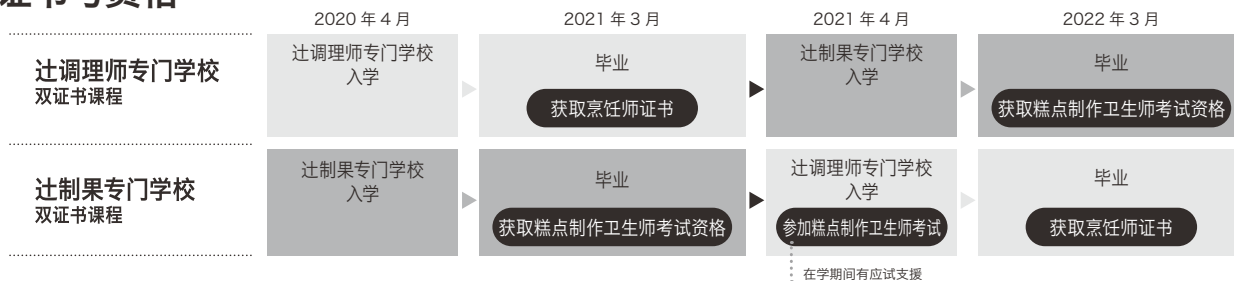 证书与资格
2020 年 4 月
2021 年 3 月
2021 年 4 月
2022 年 3 月
辻调理师专门学校
双证书课程
辻调理师专门学校
入学
毕业
获取烹饪师证书
辻制果专门学校
入学
毕业
获取糕点制作卫生师考试资格
辻制果专门学校
双证书课程
辻制果专门学校
入学
毕业
获取糕点制作卫生师考试资格
辻调理师专门学校
入学
参加糕点制作卫生师考试
毕业
获取烹饪师证书
在学期间有应试支援